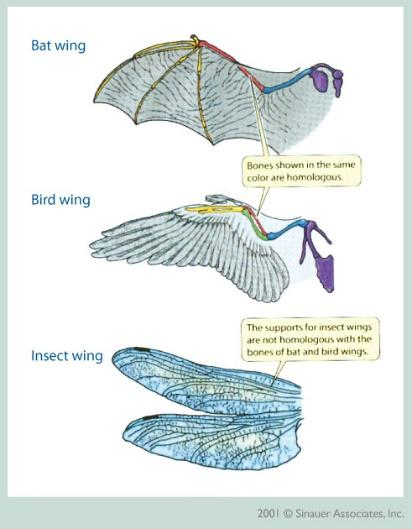 Bat wing
Bones shown in the same
color are homologous.
Bird wing
The supports for insect wings
are not homologous with the
bones of bat and bird wings.
Insect wing
2001 © Sinauer Associates, Inc.